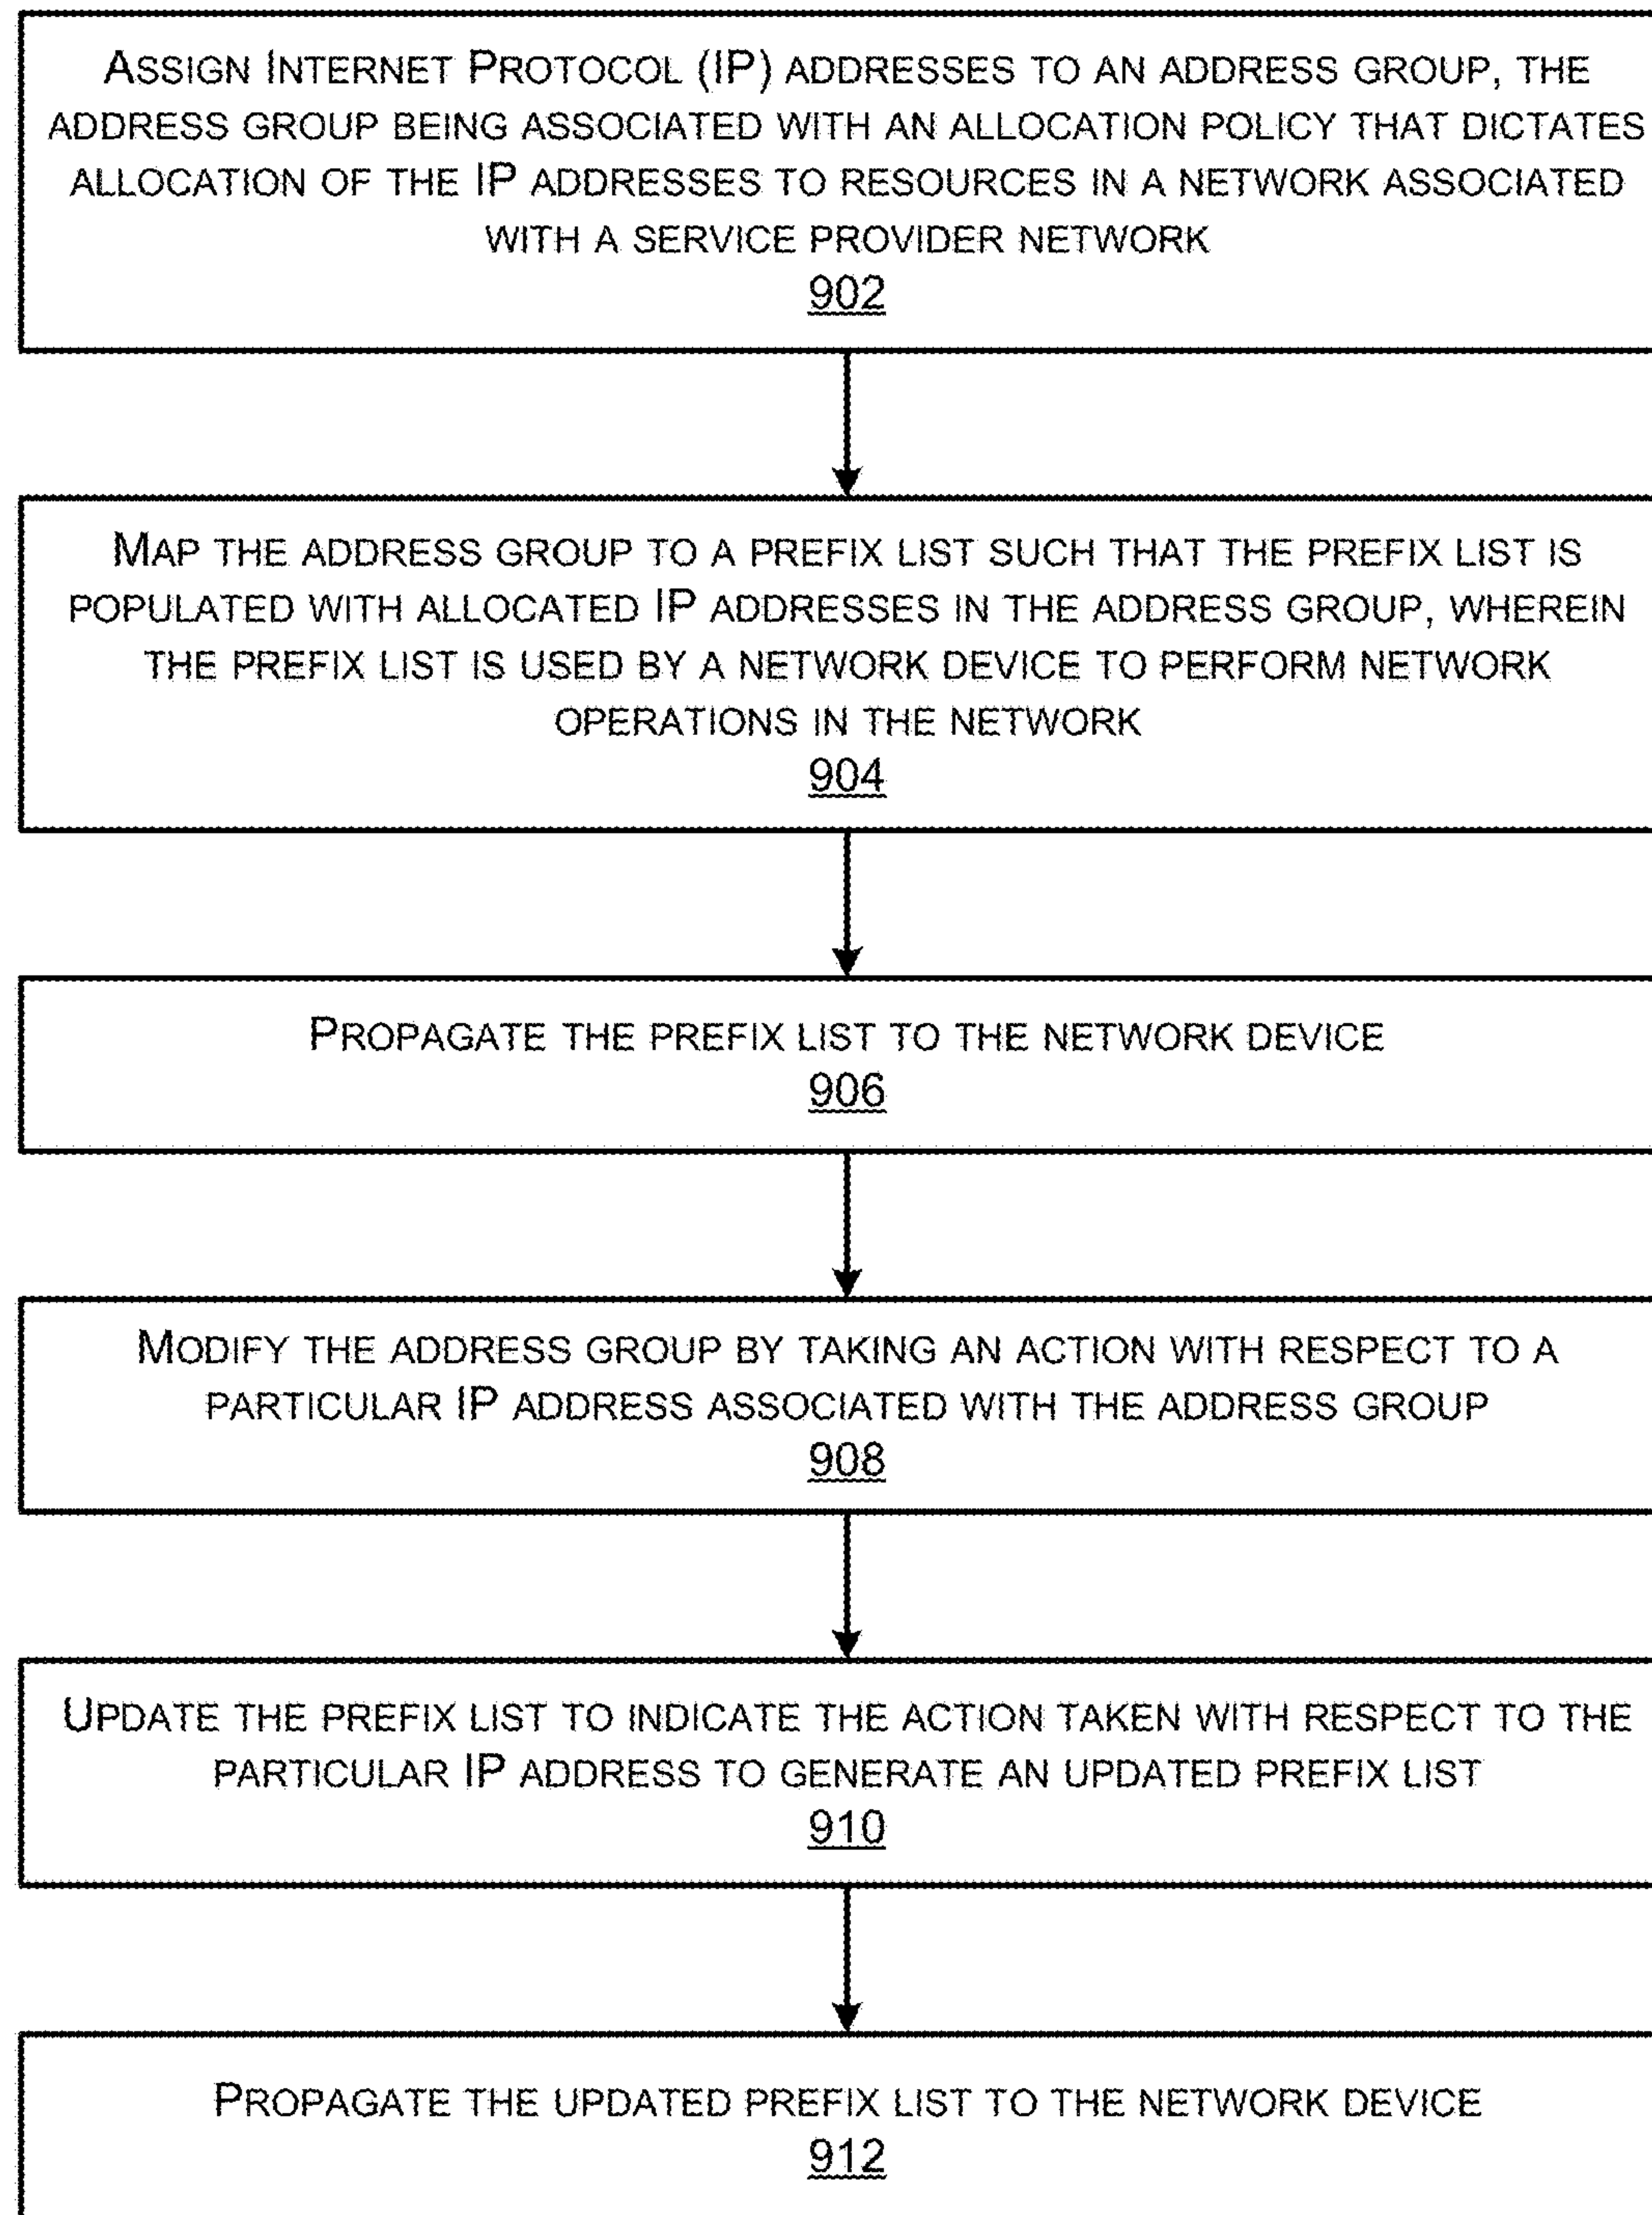 ASSIGN INTERNET PROTOCOL (IP) ADDRESSES TO AN ADDRESS GROUP, THE
ADDRESS GROUP BEING ASSOCIATED WITH AN ALLOCATION POLICY THAT DICTATES
ALLOCATION OF THE IP ADDRESSES TO RESOURCES IN A NETWORK ASSOCIATED
WITH A SERVICE PROVIDER NETWORK
902
MAP THE ADDRESS GROUP TO A PREFIX LIST SUCH THAT THE PREFIX LIST IS
POPULATED WITH ALLOCATED IP ADDRESSES IN THE ADDRESS GROUP, WHEREIN
THE PREFIX LIST IS USED BY A NETWORK DEVICE TO PERFORM NETWORK
OPERATIONS IN THE NETWORK
904
PROPAGATE THE PREFIX LIST TO THE NETWORK DEVICE
906
MODIFY THE ADDRESS GROUP BY TAKING AN ACTION WITH RESPECT TO A
PARTICULAR IP ADDRESS ASSOCIATED WITH THE ADDRESS GROUP
908
UPDATE THE PREFIX LIST TO INDICATE THE ACTION TAKEN WITH RESPECT TO THE
PARTICULAR IP ADDRESS TO GENERATE AN UPDATED PREFIX LIST
910
PROPAGATE THE UPDATED PREFIX LIST TO THE NETWORK DEVICE
912